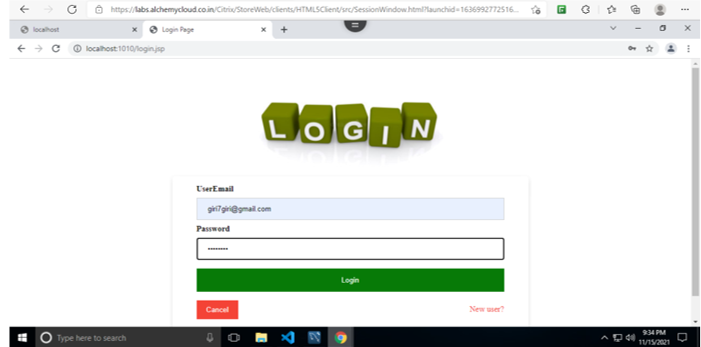 https://labs.alchemycloud.co.in/Citrix/StoreWeb/clients/HTML5Client/src/SessionWindow.html?launchid=1636992772516...
localhost
Login Page
localhost:1010/login.jsp
LOGIN
UserEmail
giri7giri@gmail.com
Password
••••••••
Login
Cancel
New user?
Type here to search
9:34 PM
11/15/2021